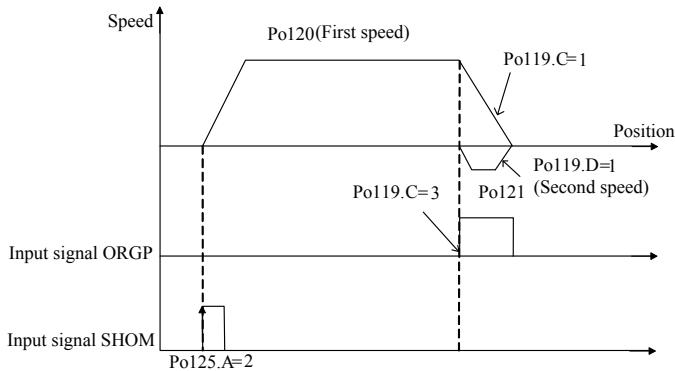 Speed
Po120(First speed)
Po119.C=1
Position
Po119.D=1
Po119.C=3
Po121
(Second speed)
Input signal ORGP
Input signal SHOM
Po125.A=2